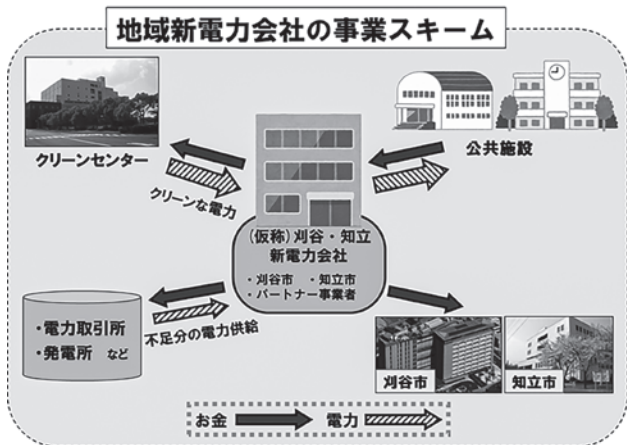 地域新電力会社の事業スキーム
クリーンセンター
クリーンな電力
公共施設
(仮称)刈谷・知立
新電力会社
・刈谷市 ・知立市
・パートナー事業者
・電力取引所
・発電所 など
不足分の電力供給
刈谷市
知立市
お金 電力